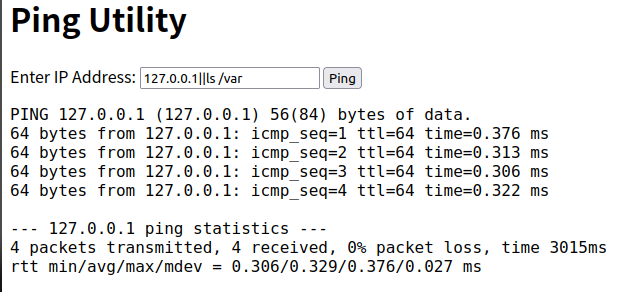 Ping Utility
Enter IP Address: 127.0.0.1||ls /var Ping
PING 127.0.0.1 (127.0.0.1) 56(84) bytes of data.
64 bytes from 127.0.0.1: icmp_seq=1 ttl=64 time=0.376 ms
64 bytes from 127.0.0.1: icmp_seq=2 ttl=64 time=0.313 ms
64 bytes from 127.0.0.1: icmp_seq=3 ttl=64 time=0.306 ms
64 bytes from 127.0.0.1: icmp_seq=4 ttl=64 time=0.322 ms
--- 127.0.0.1 ping statistics ---
4 packets transmitted, 4 received, 0% packet loss, time 3015ms
rtt min/avg/max/mdev = 0.306/0.329/0.376/0.027 ms